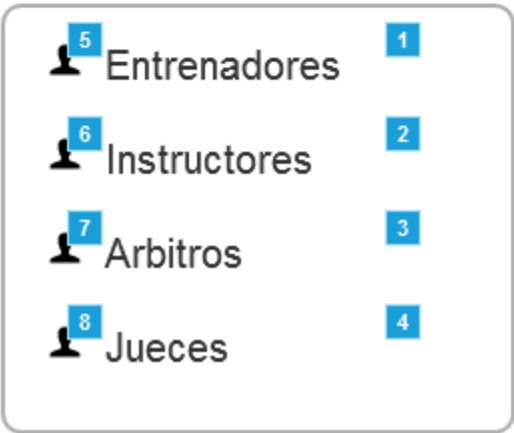 5 Entrenadores 1
6 Instructores 2
7 Arbitros 3
8 Jueces 4